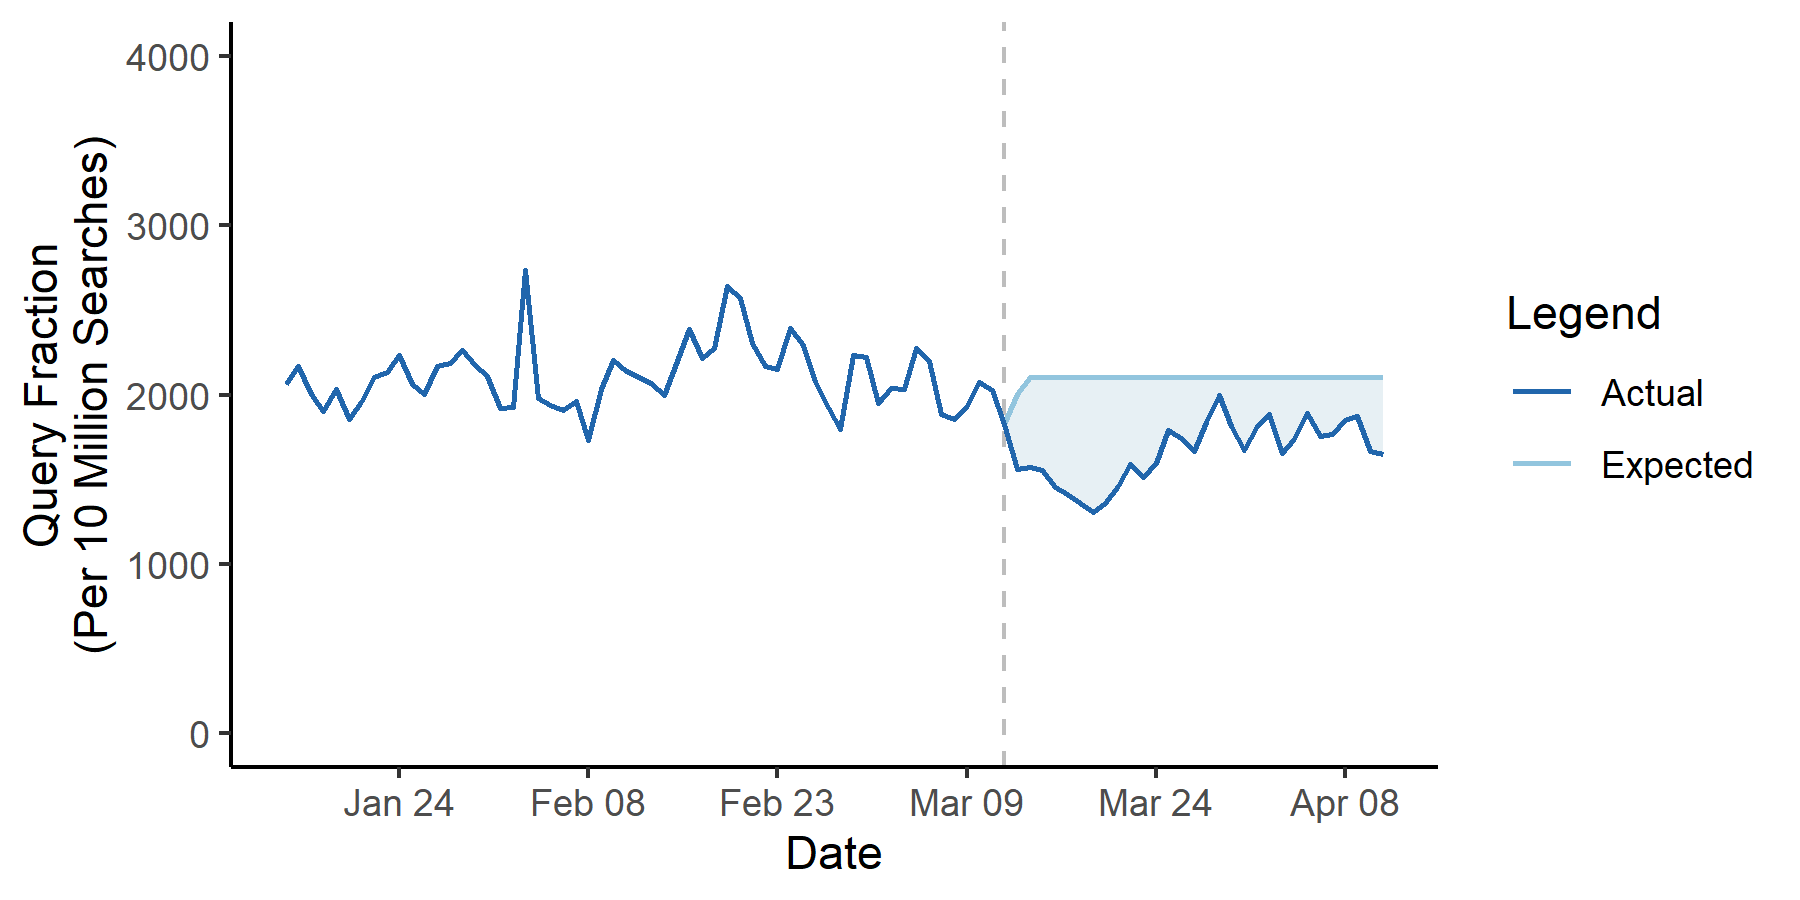 4000
3000
2000
1000
0
Query Fraction
(Per 10 Million Searches)
Jan 24
Feb 08
Feb 23
Mar 09
Mar 24
Apr 08
Date
Legend
Actual
Expected